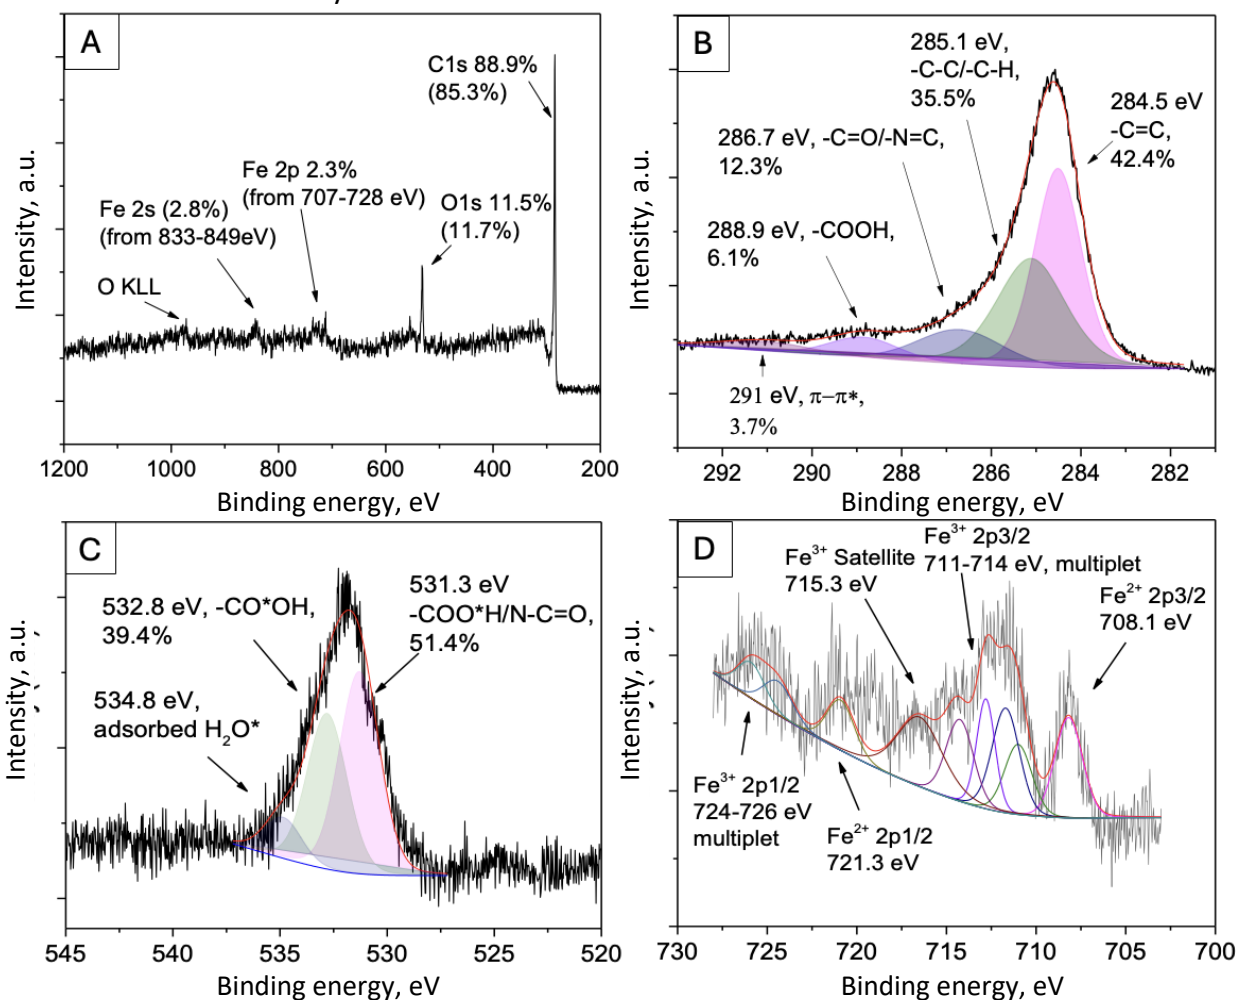 A
C1s 88.9%
(85.3%)
Fe 2p 2.3%
(from 707-728 eV)
O1s 11.5%
(11.7%)
Fe 2s (2.8%)
(from 833-849eV)
O KLL
Intensity, a.u.
1200 1000 800 600 400 200
Binding energy, eV
B
285.1 eV,
-C-C/-C-H,
35.5%
284.5 eV
-C=C,
42.4%
286.7 eV, -C=O/-N=C,
12.3%
288.9 eV, -COOH,
6.1%
291 eV, π–π*,
3.7%
Intensity, a.u.
292 290 288 286 284 282
Binding energy, eV
C
532.8 eV, -CO*OH,
39.4%
531.3 eV
-COO*H/N-C=O,
51.4%
534.8 eV,
adsorbed H₂O*
Intensity, a.u.
545 540 535 530 525 520
Binding energy, eV
D
Fe³⁺ 2p3/2
711-714 eV, multiplet
Fe³⁺ Satellite
715.3 eV
Fe²⁺ 2p3/2
708.1 eV
Fe³⁺ 2p1/2
724-726 eV
multiplet
Fe²⁺ 2p1/2
721.3 eV
Intensity, a.u.
730 725 720 715 710 705 700
Binding energy, eV